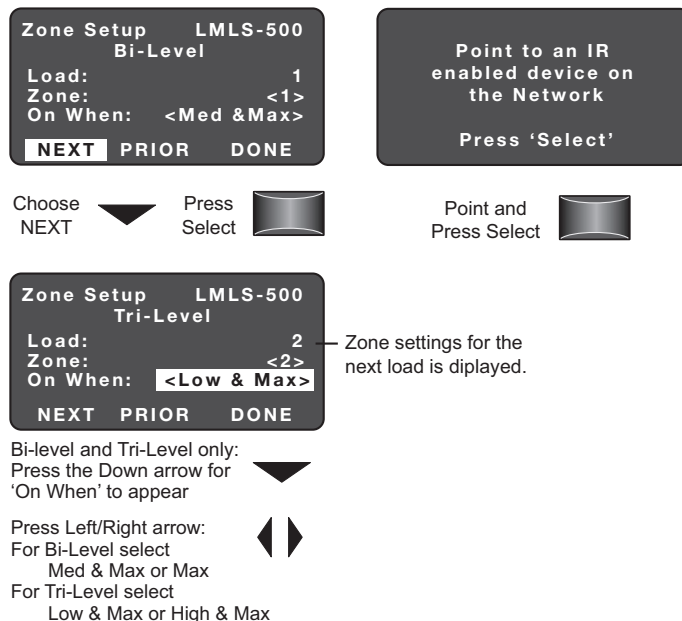 Zone Setup LMLS-500
Bi-Level
Load: 1
Zone: <1>
On When: <Med &Max>
NEXT PRIOR DONE
Point to an IR
enabled device on
the Network
Press ‘Select’
Choose
NEXT
Press
Select
Point and
Press Select
Zone Setup LMLS-500
Tri-Level
Load: 2
Zone: <2>
On When: <Low & Max>
NEXT PRIOR DONE
Zone settings for the
next load is diplayed.
Bi-level and Tri-Level only:
Press the Down arrow for
‘On When’ to appear
Press Left/Right arrow:
For Bi-Level select
Med & Max or Max
For Tri-Level select
Low & Max or High & Max